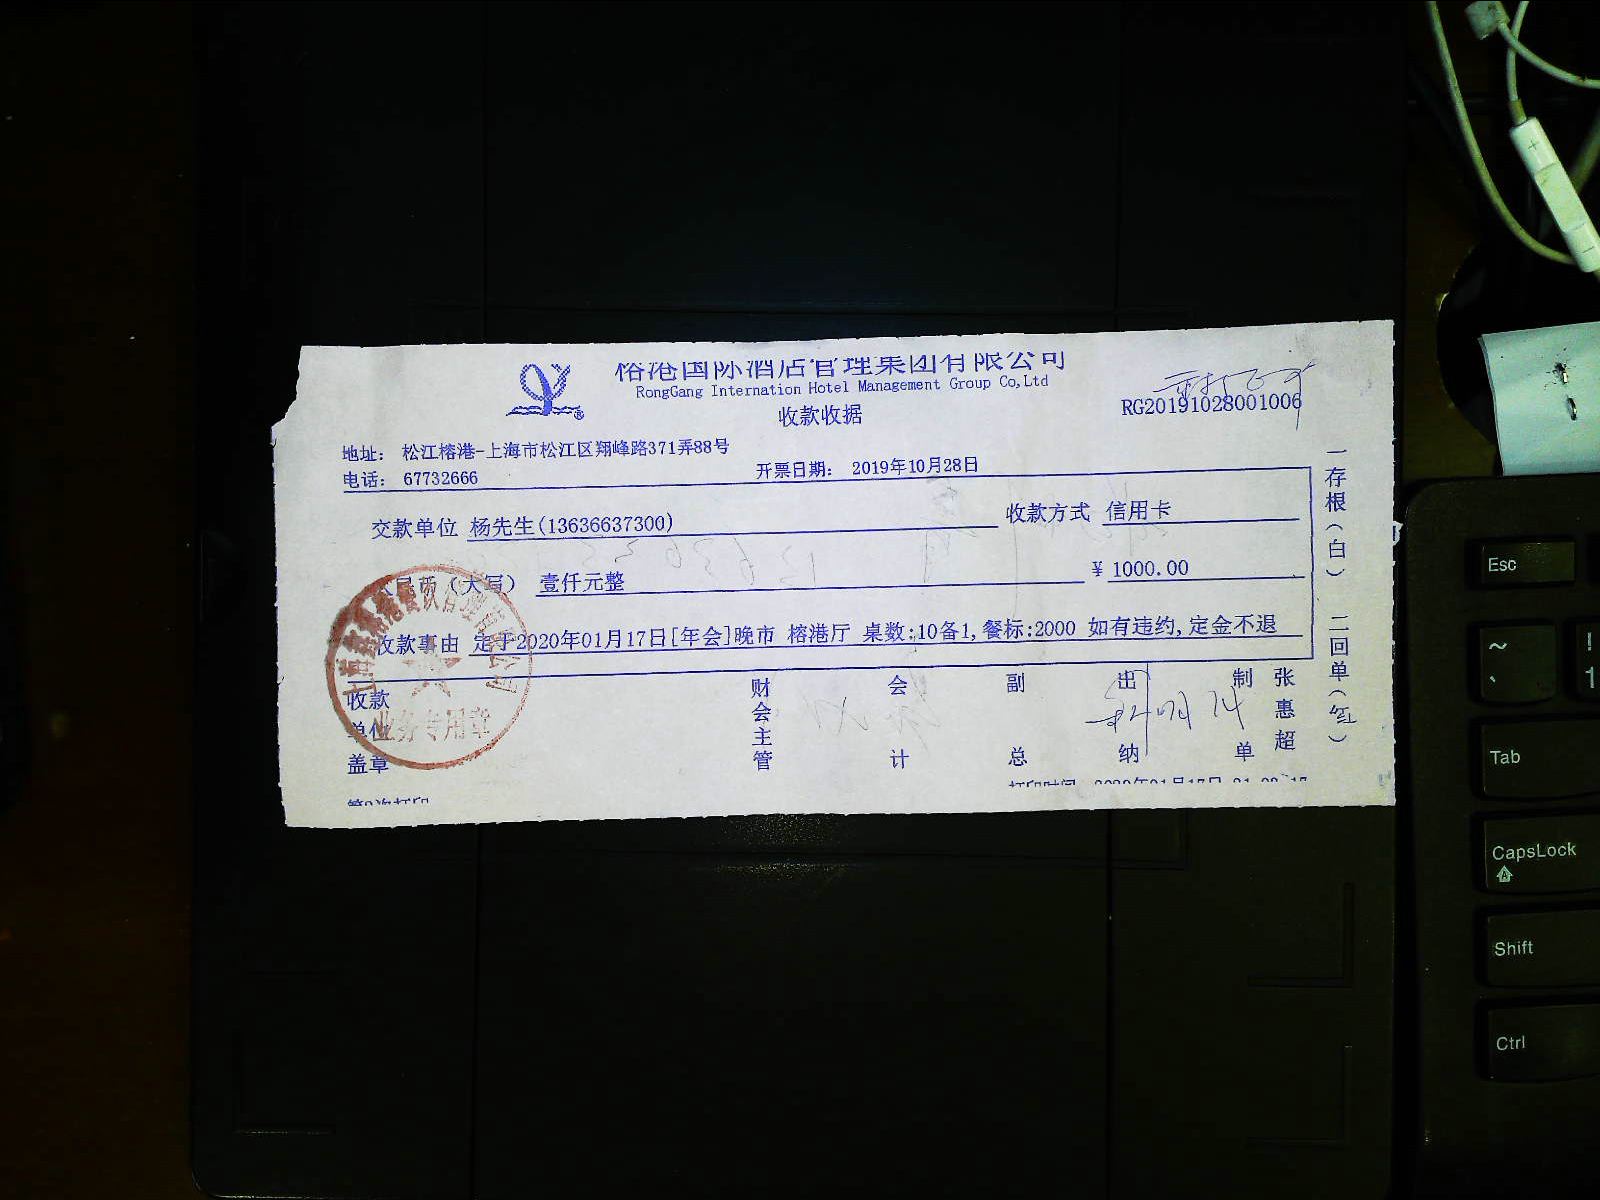 榕港国际酒店管理集团有限公司
RongGang Internation Hotel Management Group Co,Ltd
收款收据
RG20191028001006
地址： 松江榕港-上海市松江区翔峰路371弄88号
电话： 67732666
开票日期： 2019年10月28日
交款单位 杨先生(13636637300)
收款方式 信用卡
人民币（大写） 壹仟元整
¥ 1000.00
收款事由 定于2020年01月17日[年会]晚市 榕港厅 桌数:10备1,餐标:2000 如有违约,定金不退
收款单位盖章
财会主管
会计
副总
出纳
制单
张惠超
一存根（白） 二回单（红）
业务专用章
Esc
~
!
1
Tab
CapsLock
Shift
Ctrl